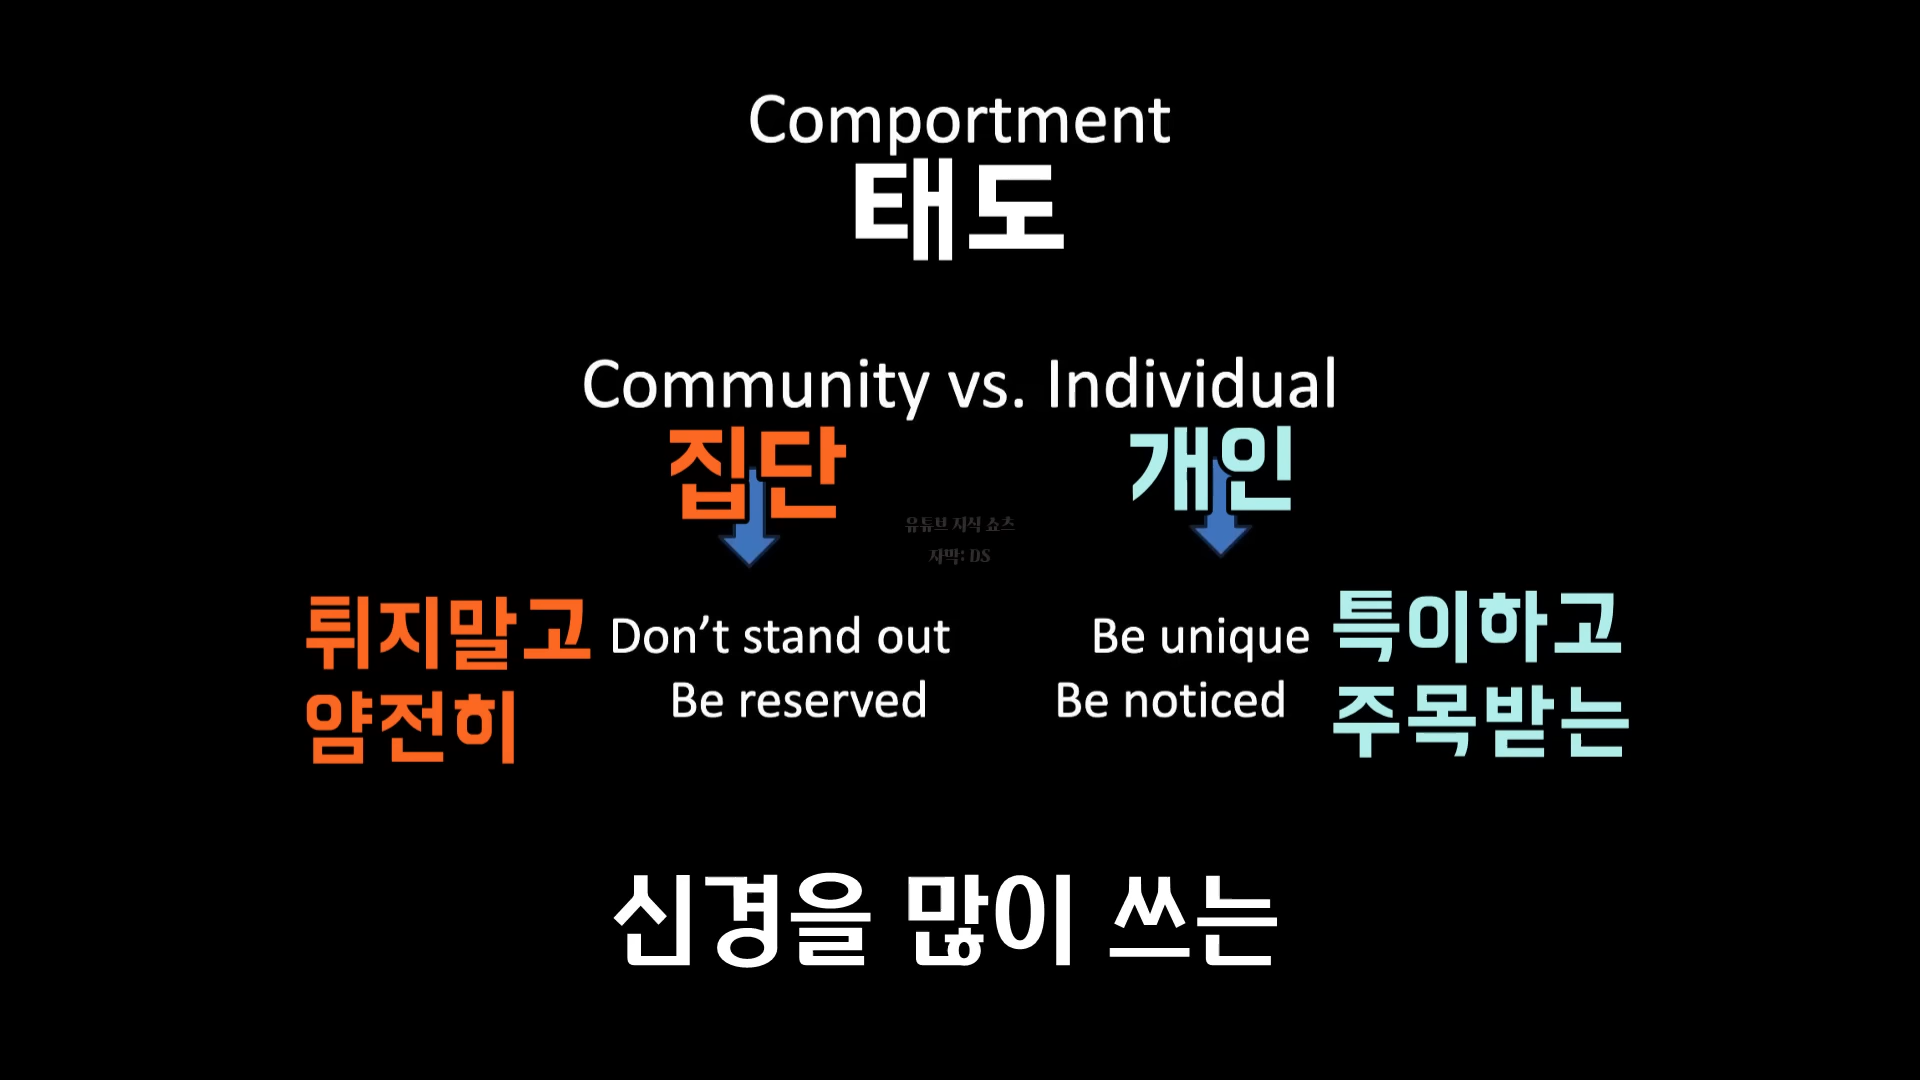 Comportment
태도
Community vs. Individual
집단 개인
유튜브 지식 쇼츠
자막: DS
튀지말고 Don’t stand out Be unique 특이하고
얌전히 Be reserved Be noticed 주목받는
신경을 많이 쓰는